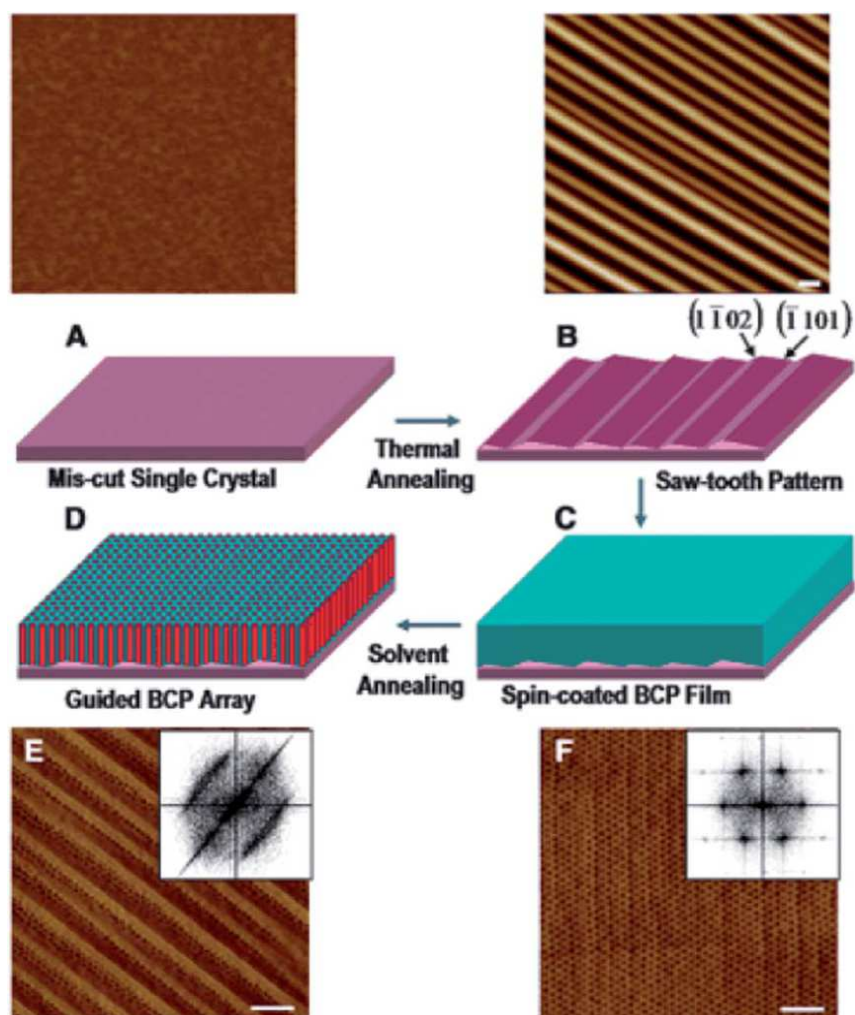 A
B
(1 1̅ 02) (1̅ 101)
Mis-cut Single Crystal
Thermal
Annealing
Saw-tooth Pattern
D
C
Guided BCP Array
Solvent
Annealing
Spin-coated BCP Film
E
F